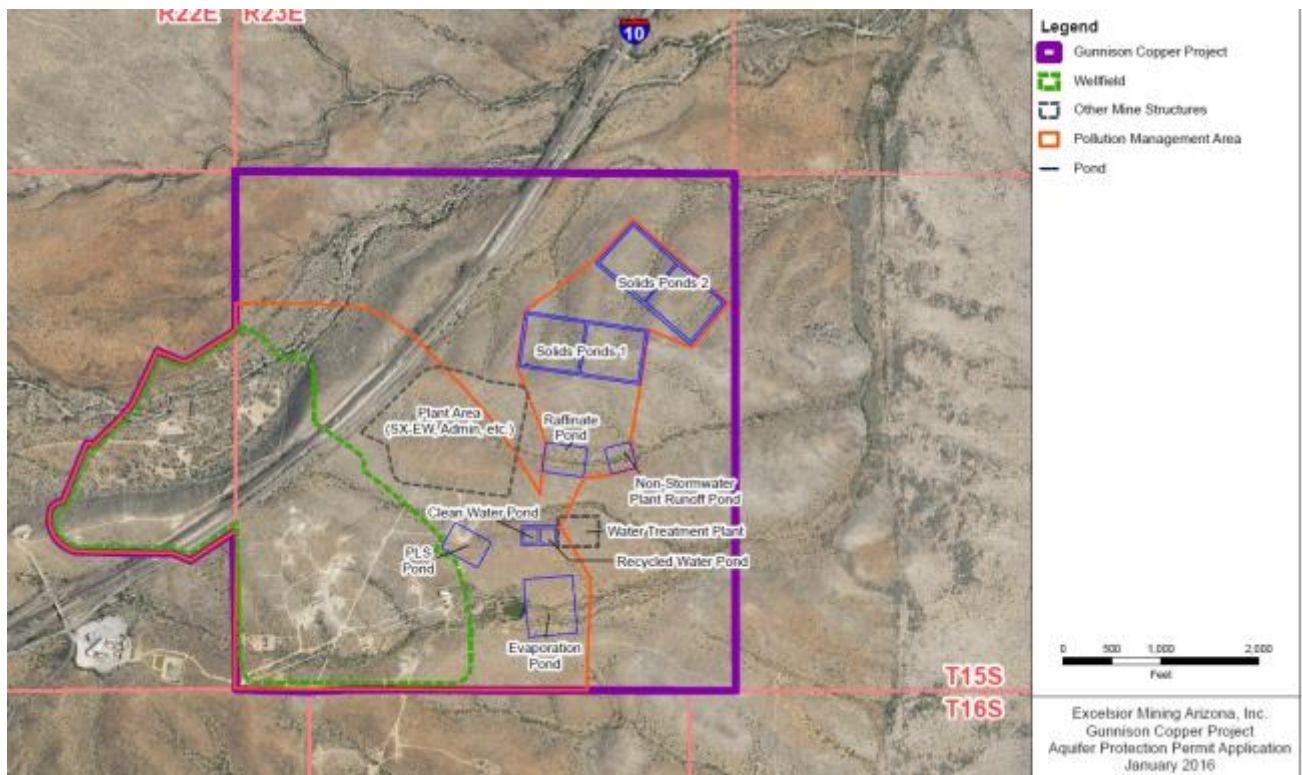 R22E R23E
10
Solids Ponds 2
Solids Ponds 1
Plant Area
(SX-EW, Admin, etc.)
Raffinate
Pond
Non-Stormwater
Plant Runoff Pond
Clean Water Pond
Water Treatment Plant
PLS
Pond
Recycled Water Pond
Evaporation
Pond
T15S
T16S
Legend
Gunnison Copper Project
Wellfield
Other Mine Structures
Pollution Management Area
Pond
0 500 1,000 2,000
Feet
Excelsior Mining Arizona, Inc.
Gunnison Copper Project
Aquifer Protection Permit Application
January 2016